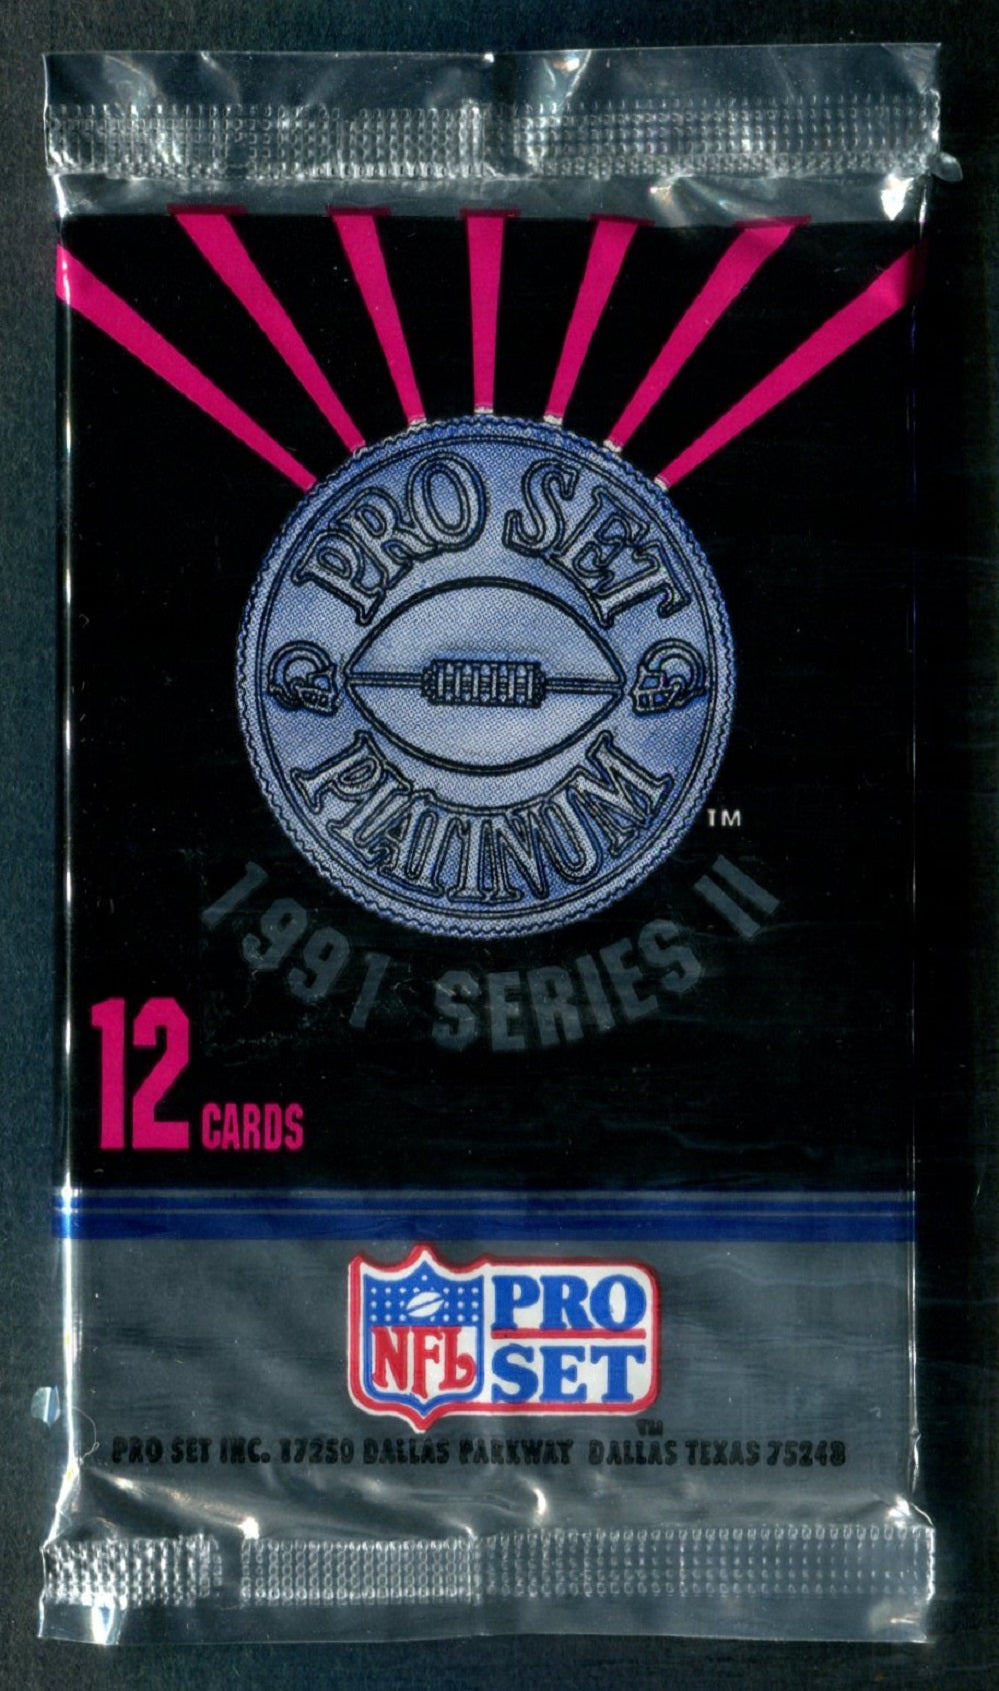 PRO SET
PLATINUM
TM
1991 SERIES II
12 CARDS
NFL
PRO
SET
TM
PRO SET INC. 17250 DALLAS PARKWAY DALLAS TEXAS 75248